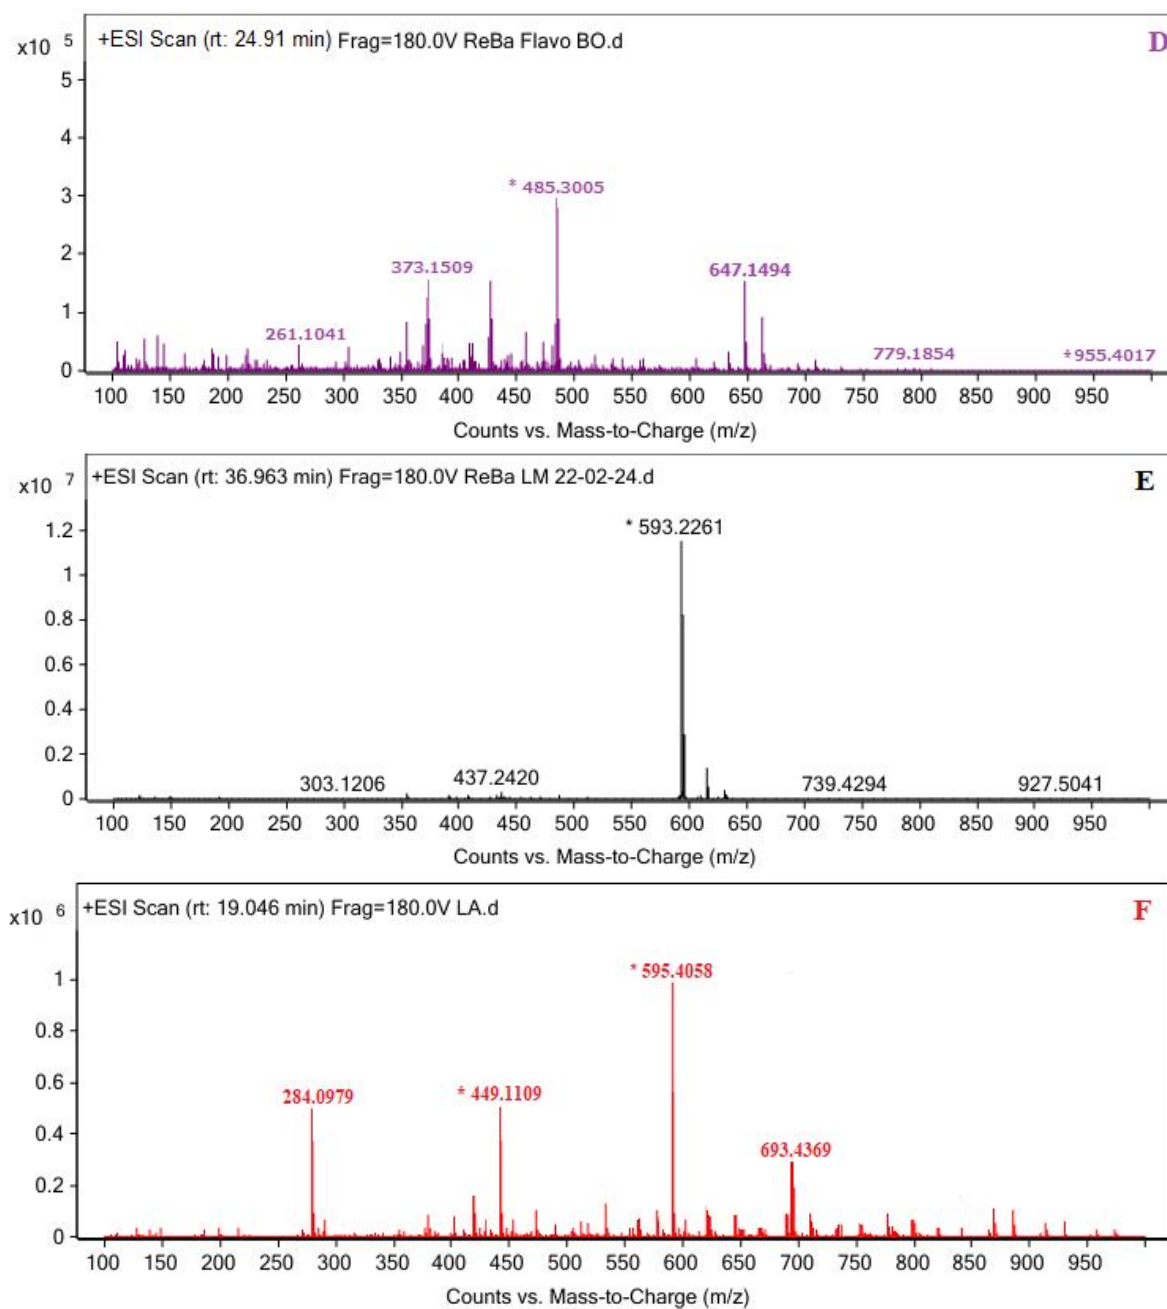 +ESI Scan (rt: 24.91 min) Frag=180.0V ReBa Flavo BO.d
D
x10 5
5
4
3
2
1
0
* 485.3005
373.1509
647.1494
261.1041
779.1854
*955.4017
100 150 200 250 300 350 400 450 500 550 600 650 700 750 800 850 900 950
Counts vs. Mass-to-Charge (m/z)
+ESI Scan (rt: 36.963 min) Frag=180.0V ReBa LM 22-02-24.d
E
x10 7
1.2
1
0.8
0.6
0.4
0.2
0
* 593.2261
303.1206
437.2420
739.4294
927.5041
100 150 200 250 300 350 400 450 500 550 600 650 700 750 800 850 900 950
Counts vs. Mass-to-Charge (m/z)
+ESI Scan (rt: 19.046 min) Frag=180.0V LA.d
F
x10 6
1
0.8
0.6
0.4
0.2
0
* 595.4058
284.0979
* 449.1109
693.4369
100 150 200 250 300 350 400 450 500 550 600 650 700 750 800 850 900 950
Counts vs. Mass-to-Charge (m/z)